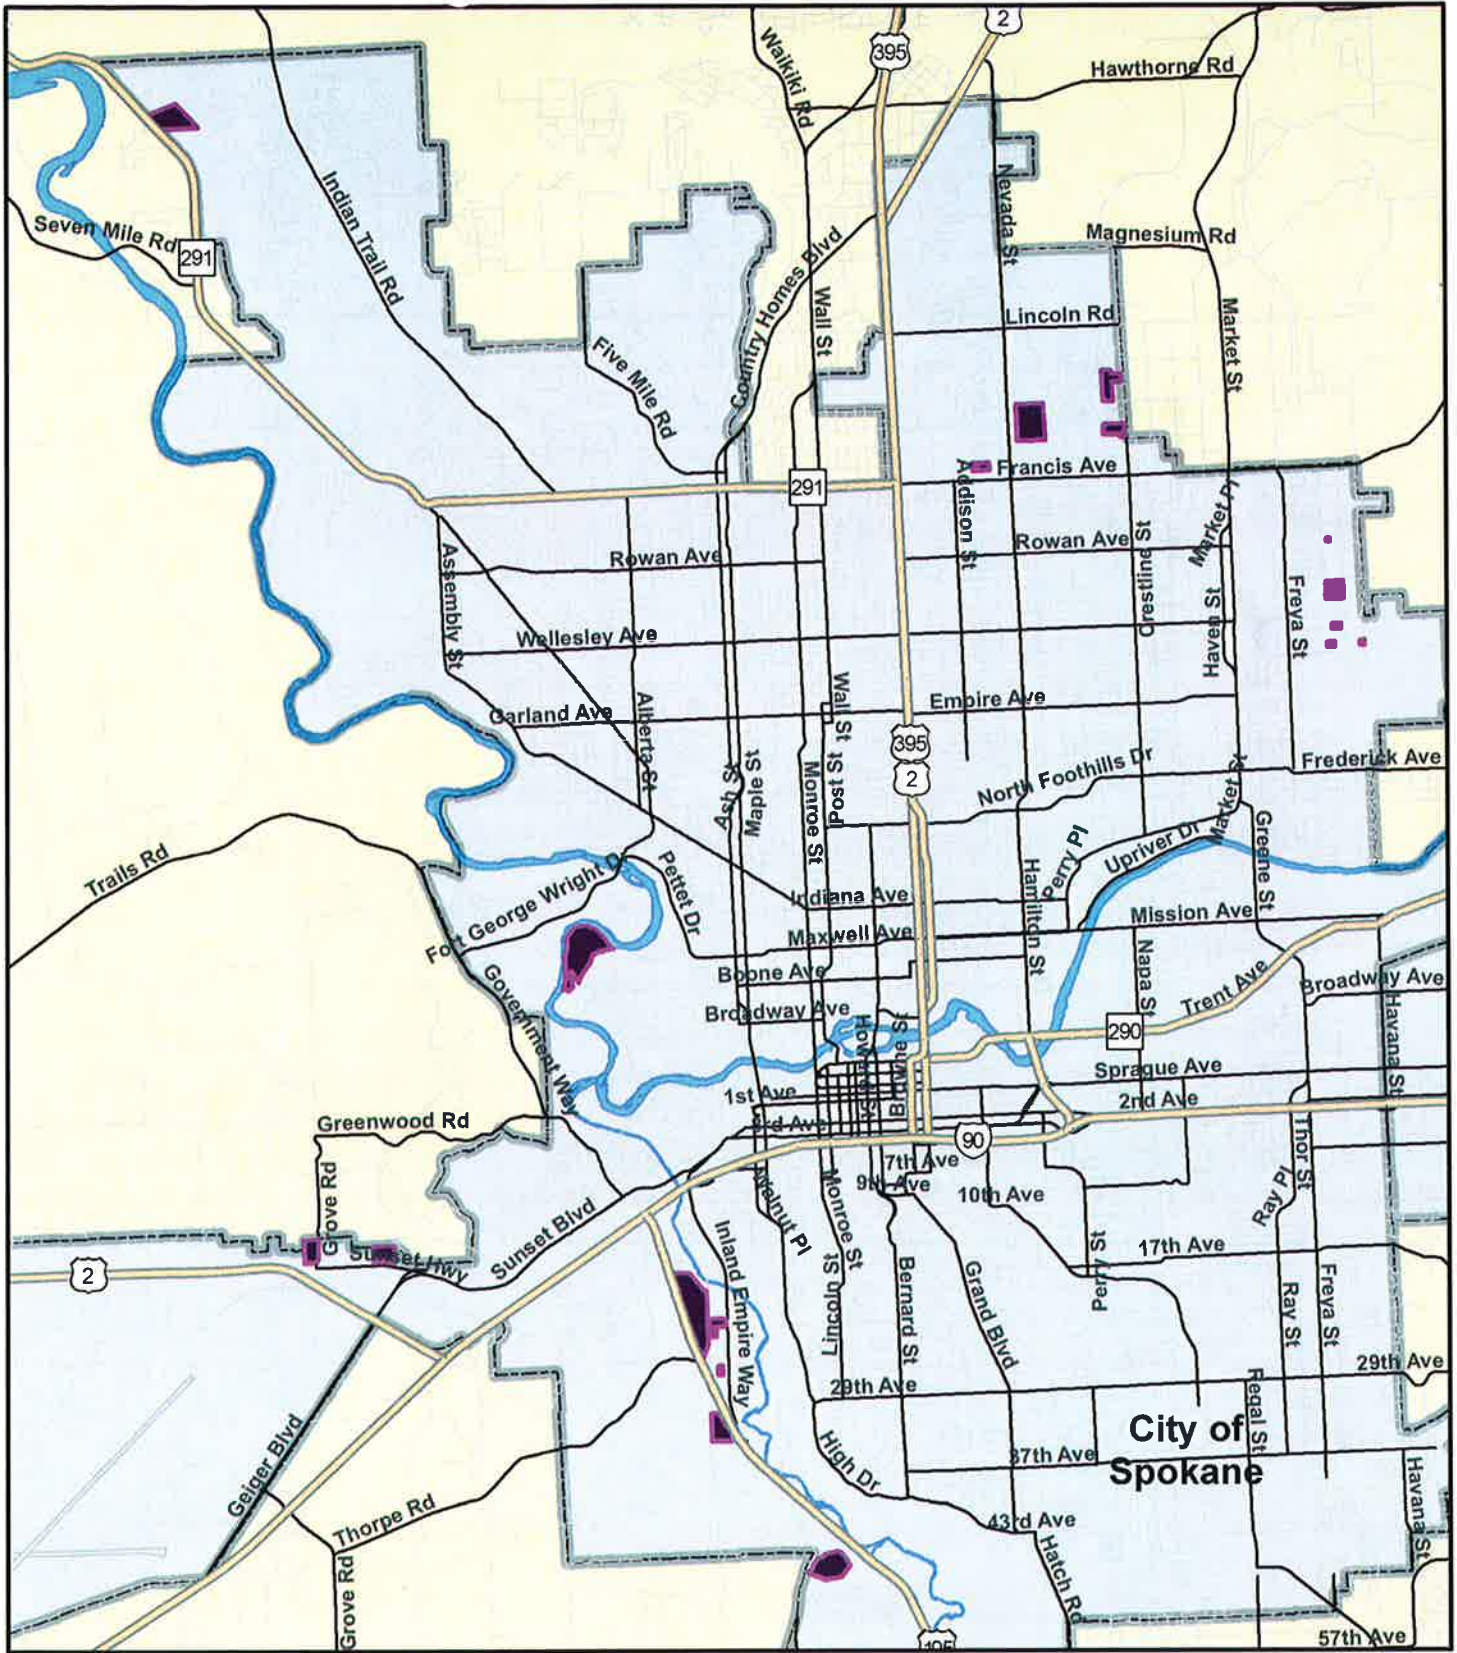 2
395
Waikiki Rd
Hawthorne Rd
Indian Trail Rd
Nevada St
Seven Mile Rd
291
Magnesium Rd
Country Homes Blvd
Wall St
Lincoln Rd
Market St
Five Mile Rd
291
Addison St
Francis Ave
Market Pl
Assembly St
Rowan Ave
Rowan Ave
Crestline St
Haven St
Freya St
Wellesley Ave
Garland Ave
Alberta St
Wall St
Empire Ave
395
2
Ash St
Maple St
Monroe St
Post St
North Foothills Dr
Market St
Frederick Ave
Trails Rd
Fort George Wright Dr
Pettet Dr
Indiana Ave
Hamilton St
Perry Pl
Upriver Dr
Greene St
Maxwell Ave
Mission Ave
Government Way
Boone Ave
Napa St
Trent Ave
Broadway Ave
Broadway Ave
Howard St
Browne St
290
Havana St
Sprague Ave
1st Ave
2nd Ave
Greenwood Rd
3rd Ave
90
7th Ave
9th Ave
10th Ave
Thor St
Ray Pl
Grove Rd
Walnut Pl
Monroe St
Sunset Blvd
Sunset Hwy
2
Inland Empire Way
Lincoln St
Bernard St
Grand Blvd
Perry St
17th Ave
Ray St
Freya St
29th Ave
29th Ave
Regal St
City of
Spokane
Geiger Blvd
High Dr
37th Ave
Havana St
Thorpe Rd
43rd Ave
Hatch Rd
Grove Rd
195
57th Ave